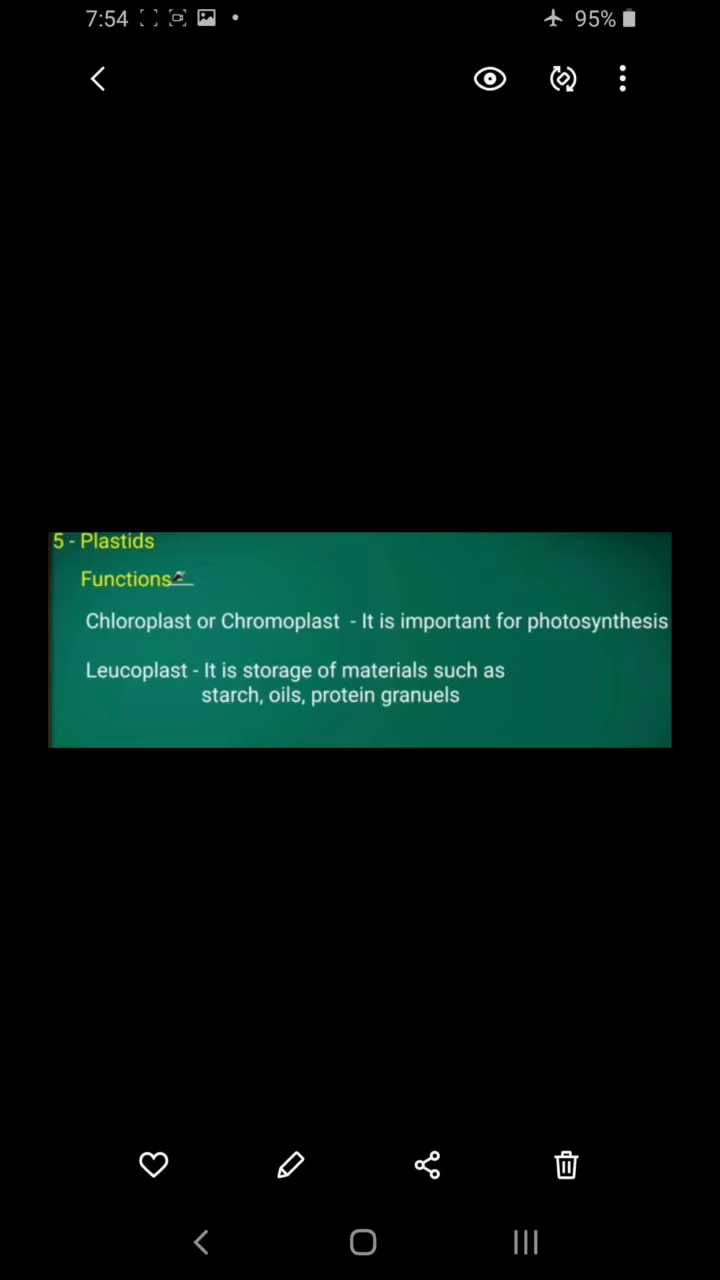 7:54
95%
5 - Plastids
Functions
Chloroplast or Chromoplast - It is important for photosynthesis
Leucoplast - It is storage of materials such as
starch, oils, protein granuels